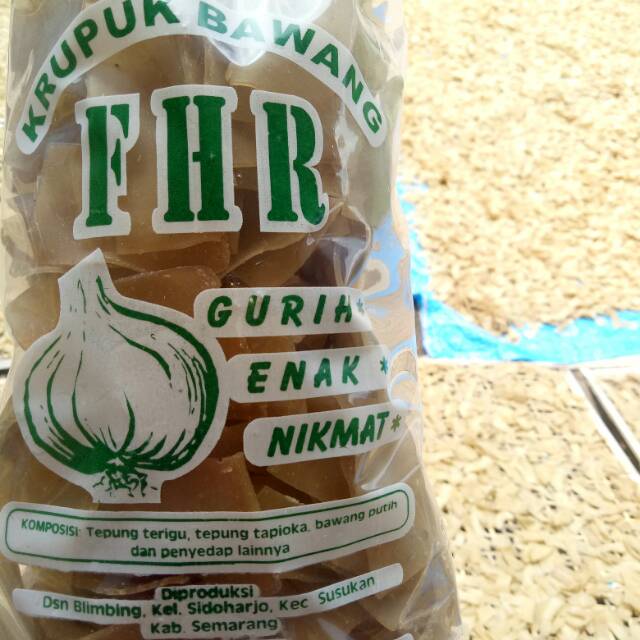 KRUPUK BAWANG
FHR
GURIH*
ENAK *
NIKMAT*
KOMPOSISI: Tepung terigu, tepung tapioka, bawang putih
dan penyedap lainnya
Diproduksi
Dsn Blimbing, Kel. Sidoharjo, Kec Susukan
Kab. Semarang